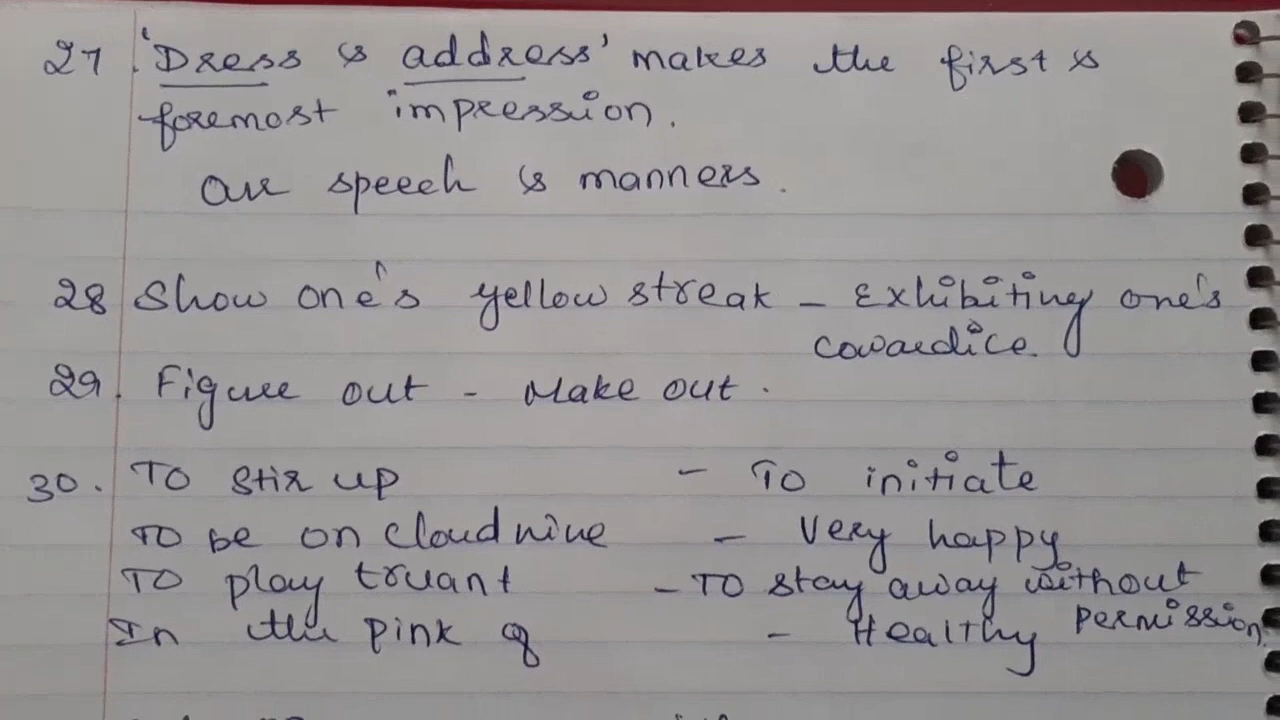 27. 'Dress & address' makes the first &
foremost impression.
Our speech & manners.
28 Show one's yellow streak - Exhibiting one's
cowardice.
29. Figure out - Make out.
30. To stir up - To initiate
To be on cloud nine - Very happy
To play truant - To stay away without
permission.
In the pink of - Healthy